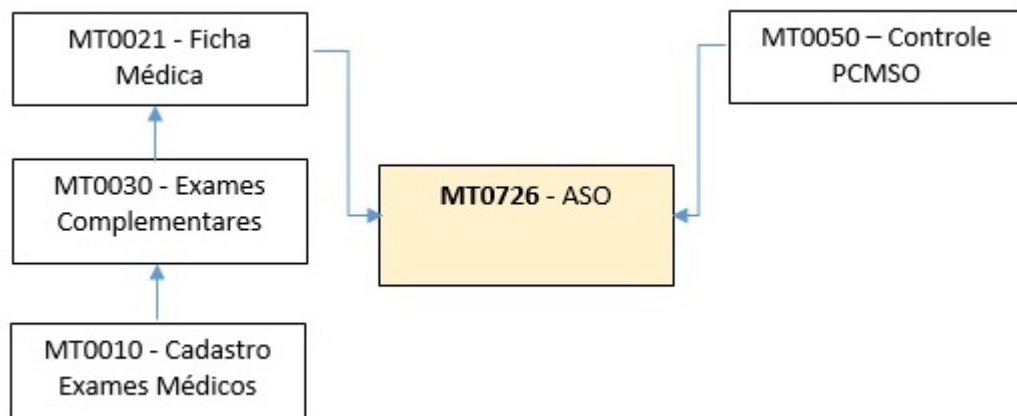 MT0021 - Ficha
Médica
MT0050 – Controle
PCMSO
MT0030 - Exames
Complementares
MT0726 - ASO
MT0010 - Cadastro
Exames Médicos